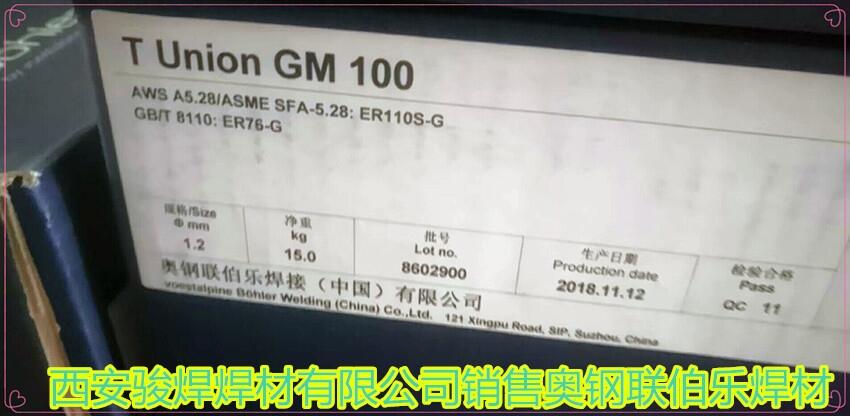 T Union GM 100
AWS A5.28/ASME SFA-5.28: ER110S-G
GB/T 8110: ER76-G
规格/Size
Φ mm
1.2
净重
kg
15.0
批号
Lot no.
8602900
生产日期
Production date
2018.11.12
检验合格
Pass
QC 11
奥钢联伯乐焊接（中国）有限公司
voestalpine Böhler Welding (China) Co.,Ltd. 121 Xingpu Road, SIP, Suzhou, China
西安骏焊焊材有限公司销售奥钢联伯乐焊材